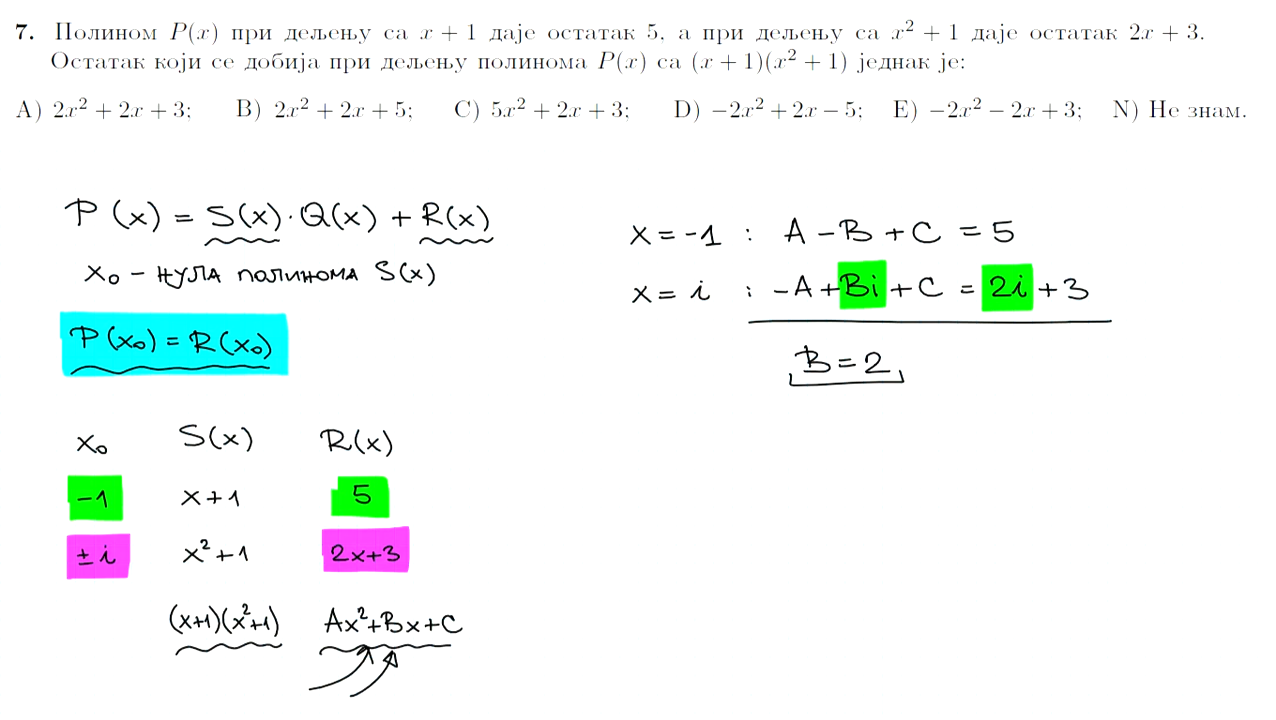 7. Полином P(x) при дељењу са x + 1 даје остатак 5, а при дељењу са x² + 1 даје остатак 2x + 3.
Остатак који се добија при дељењу полинома P(x) са (x + 1)(x² + 1) једнак је:
A) 2x² + 2x + 3; B) 2x² + 2x + 5; C) 5x² + 2x + 3; D) −2x² + 2x − 5; E) −2x² − 2x + 3; N) Не знам.
P(x) = S(x) · Q(x) + R(x)
x₀ - нула полинома S(x)
P(x₀) = R(x₀)
x₀ S(x) R(x)
-1 x+1 5
± i x²+1 2x+3
(x+1)(x²+1) Ax²+Bx+C
x = -1 : A - B + C = 5
x = i : -A + Bi + C = 2i + 3
B = 2